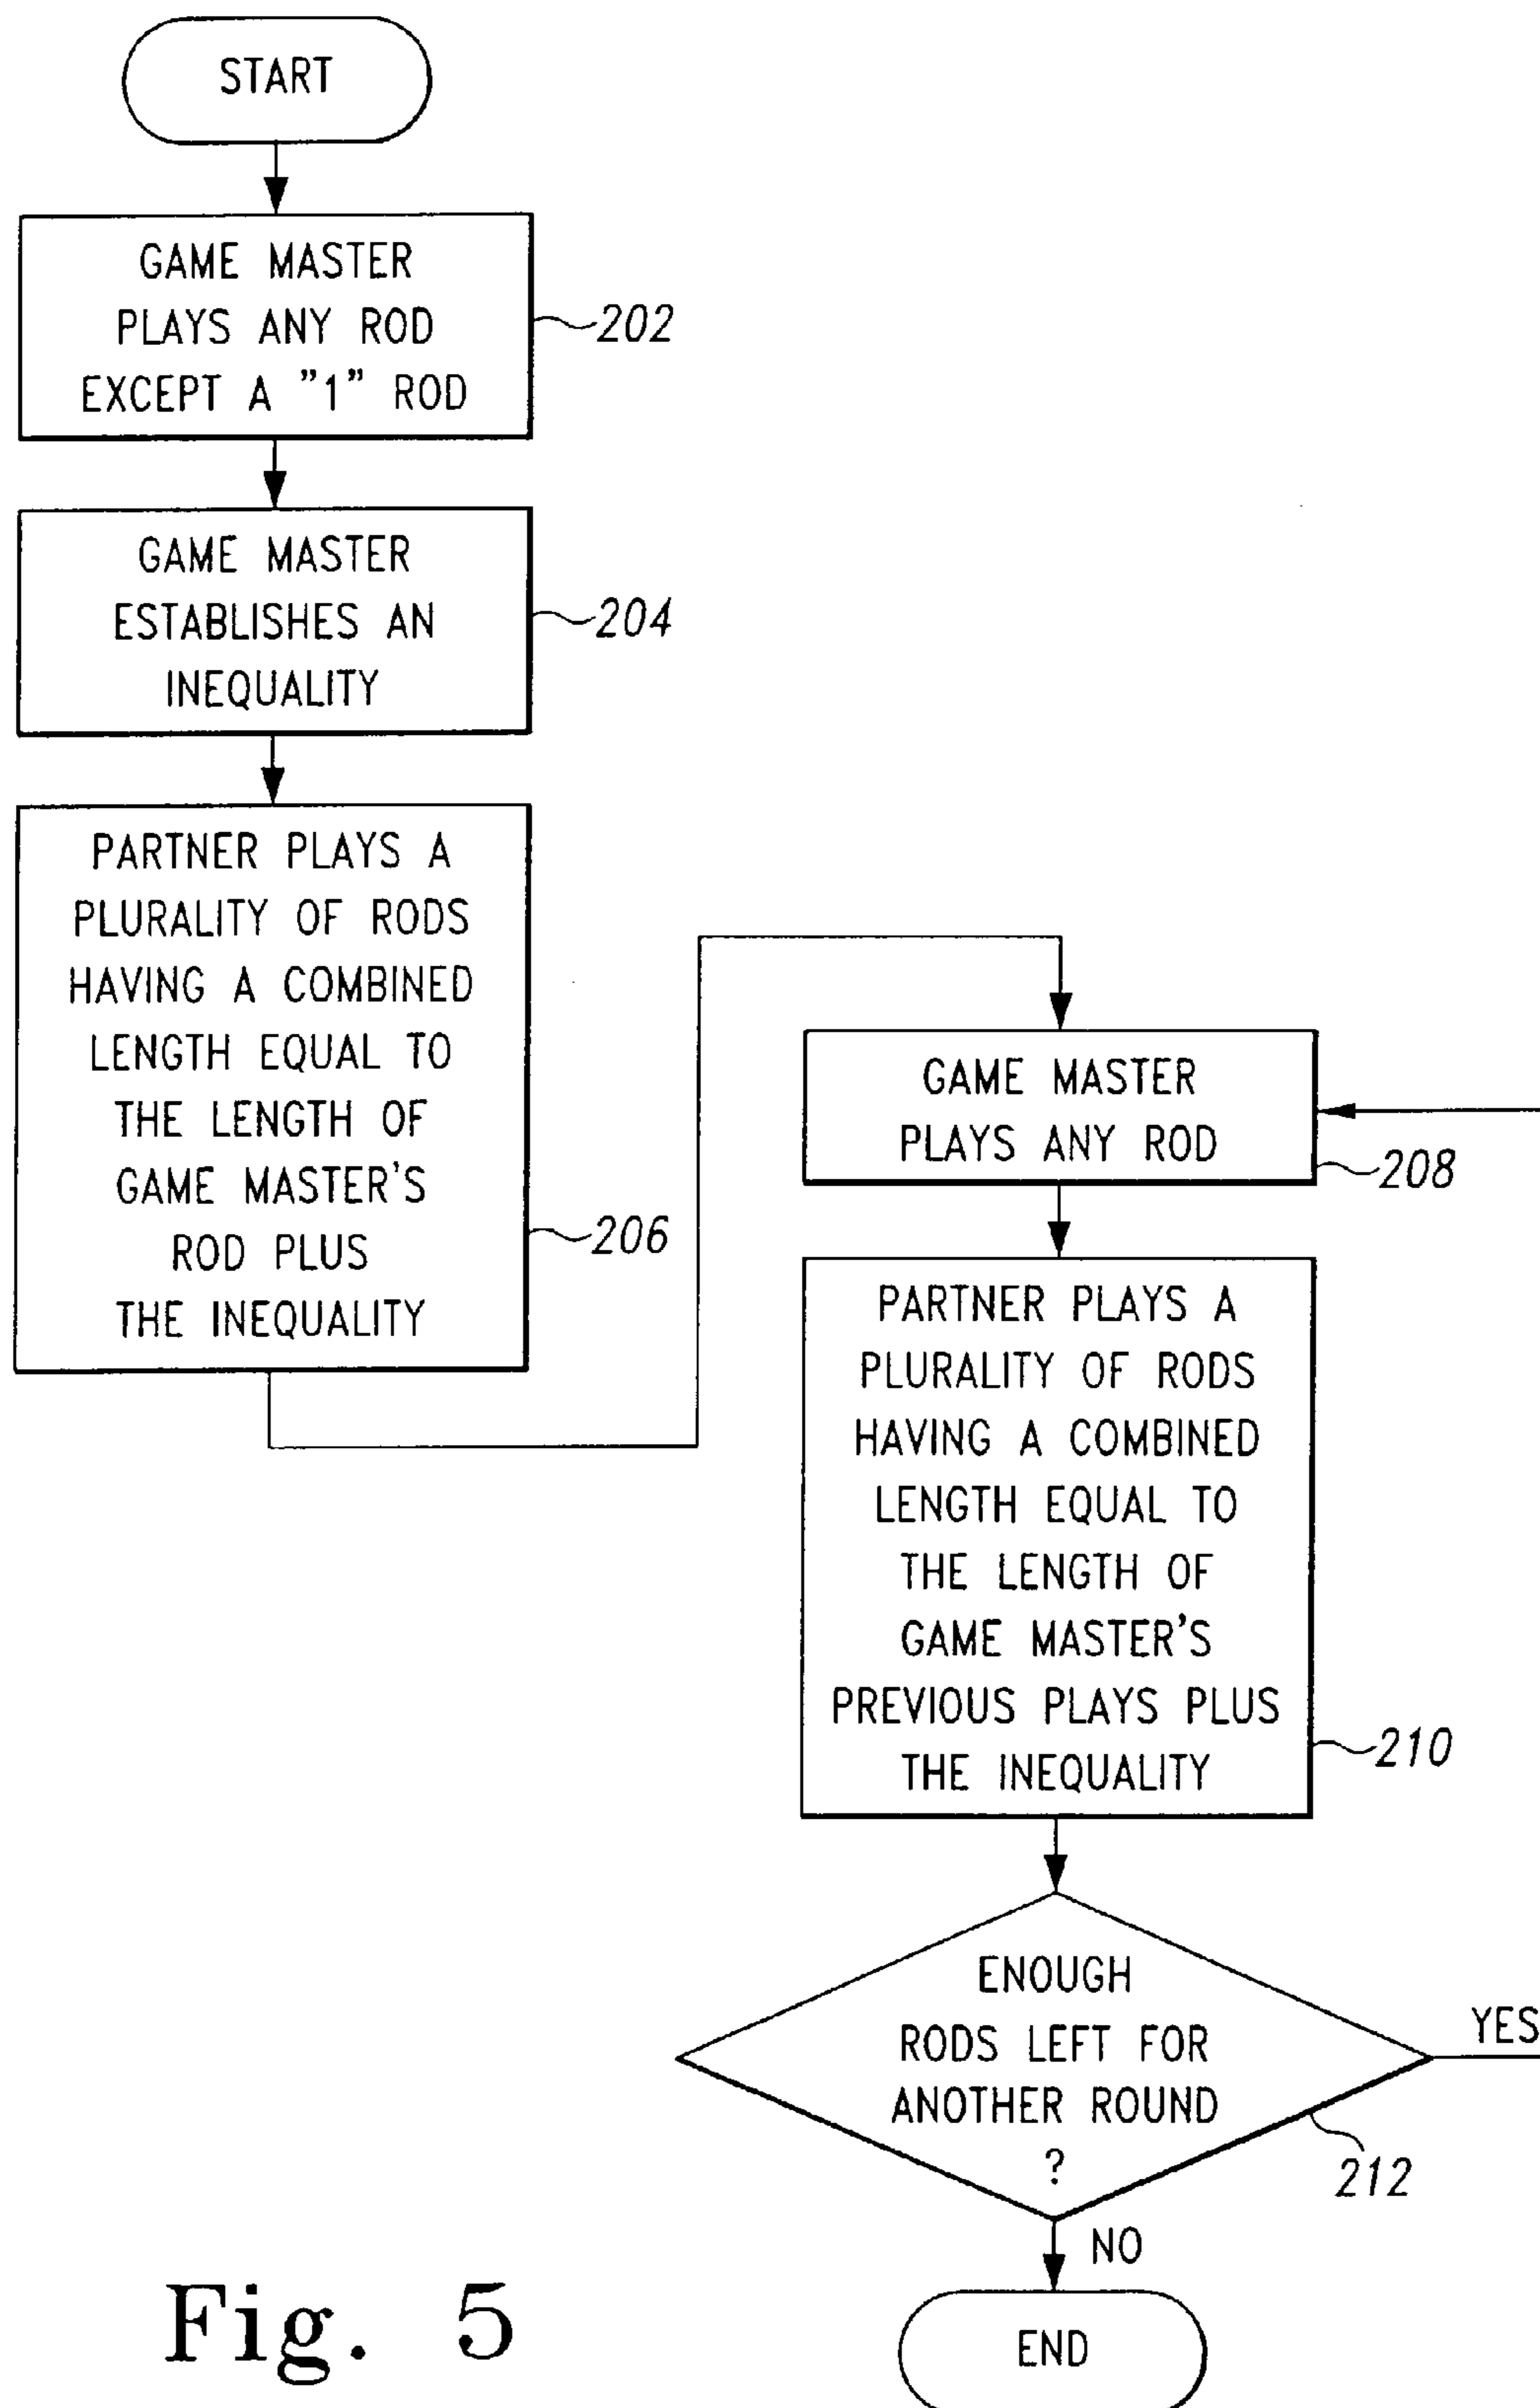 START
GAME MASTER
PLAYS ANY ROD
EXCEPT A "1" ROD
202
GAME MASTER
ESTABLISHES AN
INEQUALITY
204
PARTNER PLAYS A
PLURALITY OF RODS
HAVING A COMBINED
LENGTH EQUAL TO
THE LENGTH OF
GAME MASTER'S
ROD PLUS
THE INEQUALITY
206
GAME MASTER
PLAYS ANY ROD
208
PARTNER PLAYS A
PLURALITY OF RODS
HAVING A COMBINED
LENGTH EQUAL TO
THE LENGTH OF
GAME MASTER'S
PREVIOUS PLAYS PLUS
THE INEQUALITY
210
ENOUGH
RODS LEFT FOR
ANOTHER ROUND
?
212
YES
NO
END
Fig. 5